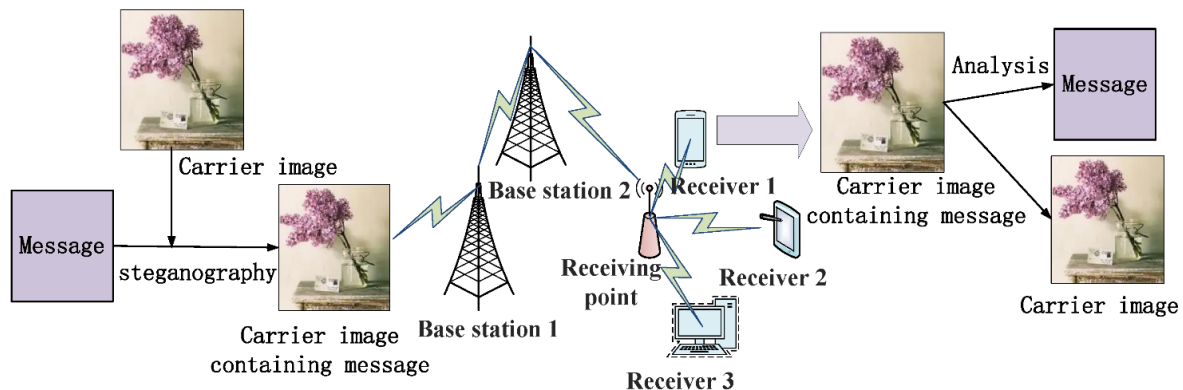 Carrier image
Message
steganography
Carrier image
containing message
Base station 1
Base station 2
Receiving
point
Receiver 1
Receiver 2
Receiver 3
Carrier image
containing message
Analysis
Message
Carrier image